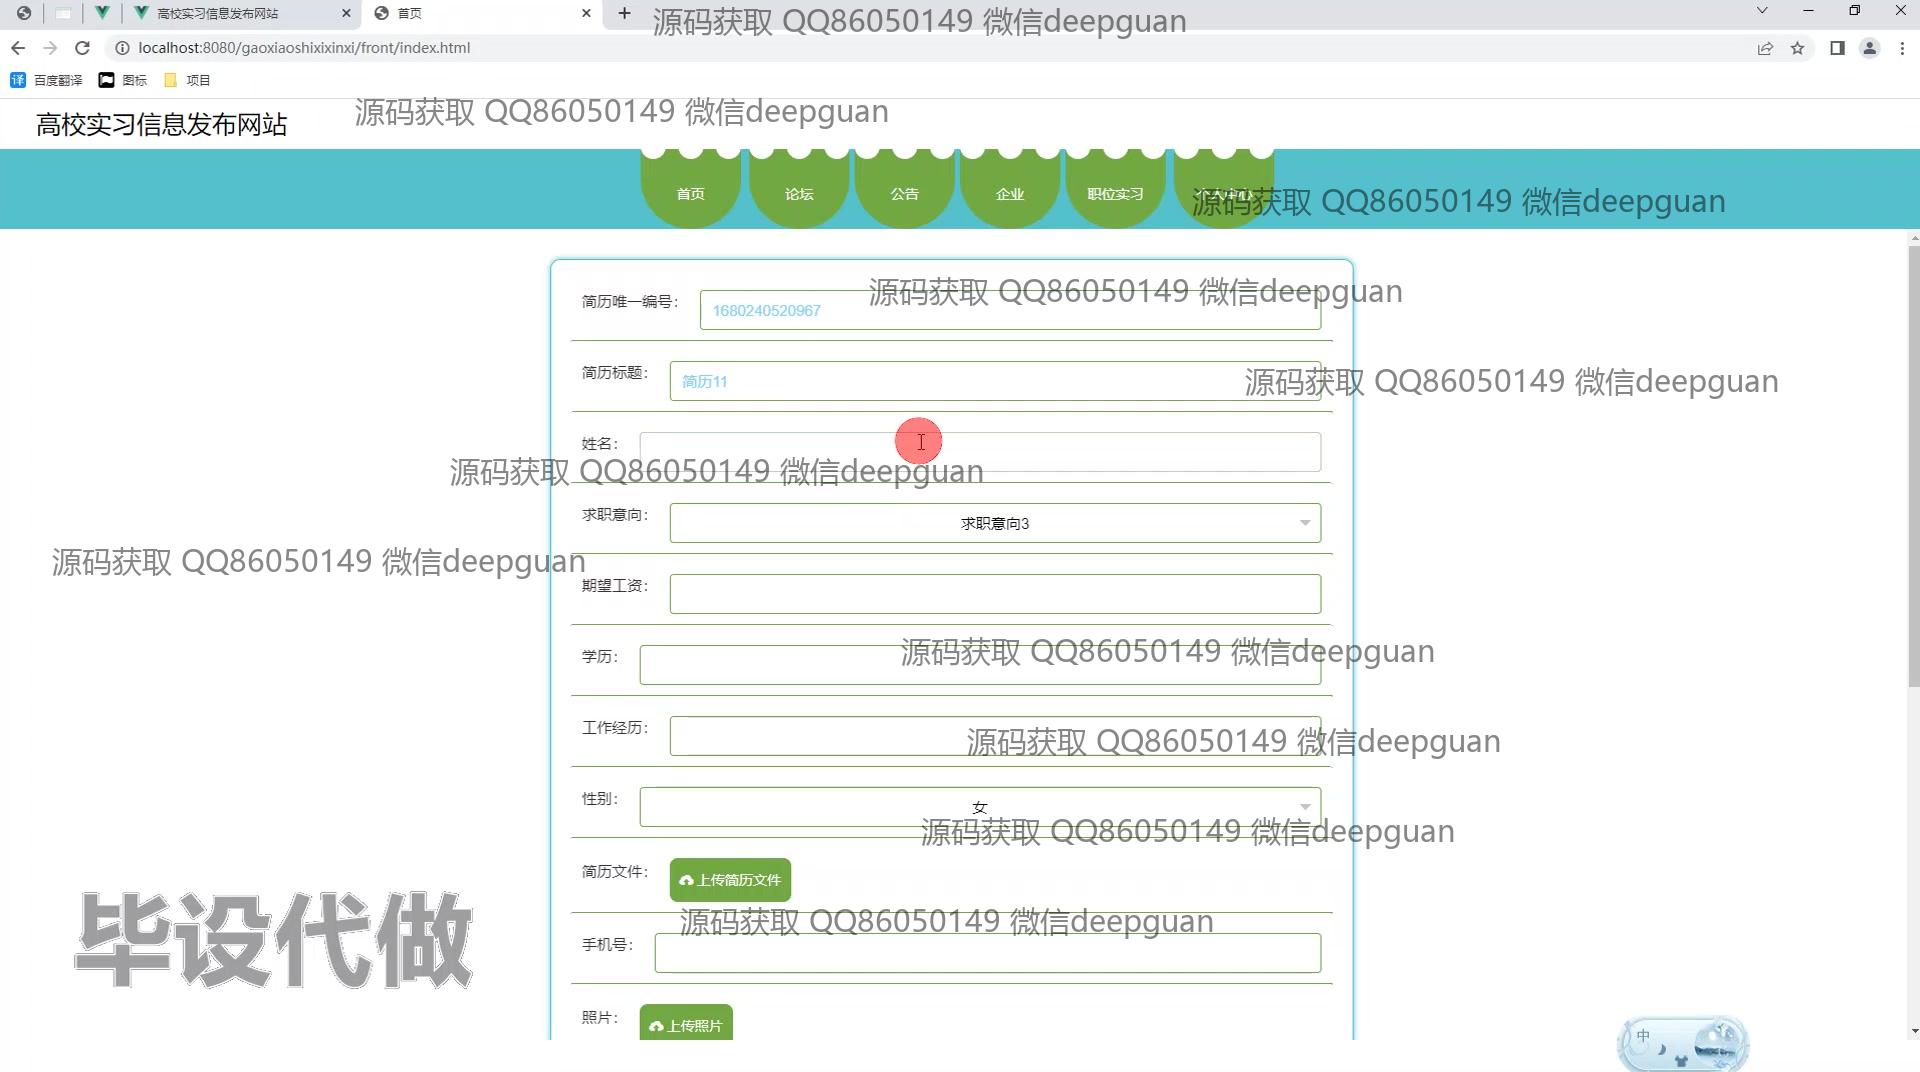 高校实习信息发布网站
首页
源码获取 QQ86050149 微信deepguan
localhost:8080/gaoxiaoshixixinxi/front/index.html
百度翻译
图标
项目
高校实习信息发布网站
源码获取 QQ86050149 微信deepguan
首页
论坛
公告
企业
职位实习
个人中心
源码获取 QQ86050149 微信deepguan
简历唯一编号：
1680240520967
源码获取 QQ86050149 微信deepguan
简历标题：
简历11
源码获取 QQ86050149 微信deepguan
姓名：
源码获取 QQ86050149 微信deepguan
求职意向：
求职意向3
源码获取 QQ86050149 微信deepguan
期望工资：
学历：
源码获取 QQ86050149 微信deepguan
工作经历：
源码获取 QQ86050149 微信deepguan
性别：
女
源码获取 QQ86050149 微信deepguan
简历文件：
上传简历文件
源码获取 QQ86050149 微信deepguan
手机号：
毕设代做
照片：
上传照片
中